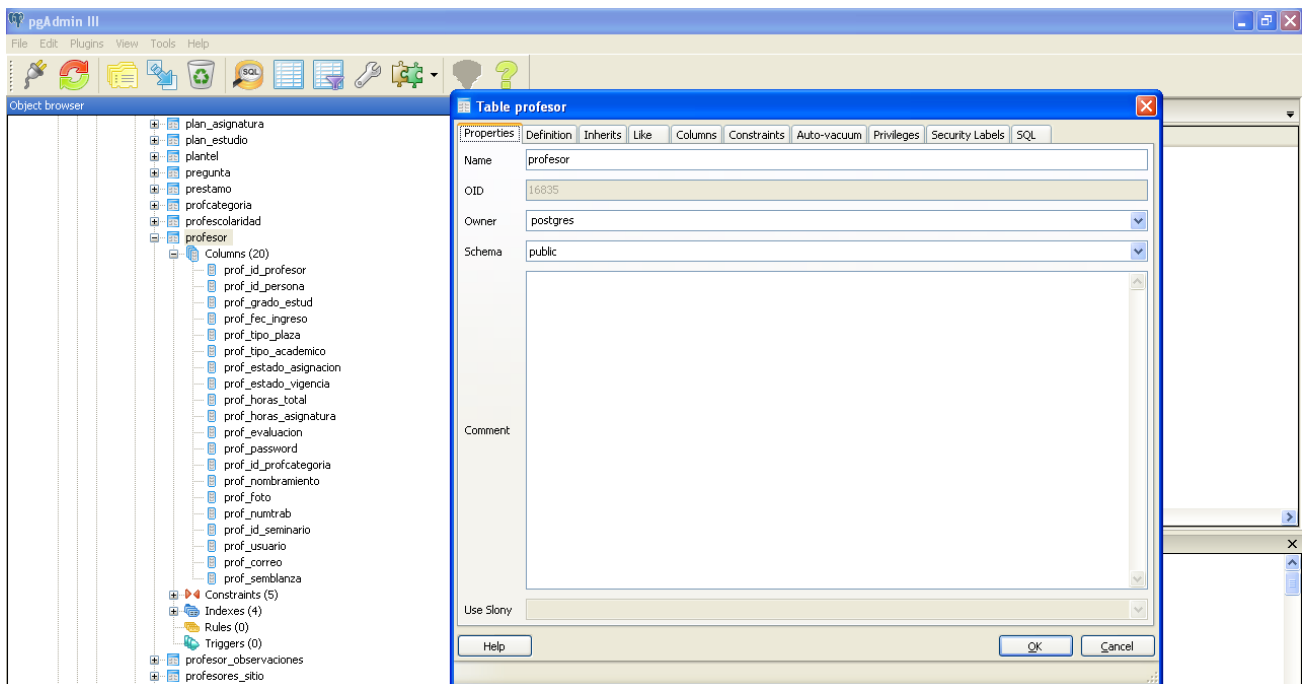 pgAdmin III
File Edit Plugins View Tools Help
SQL
Object browser
plan_asignatura
plan_estudio
plantel
pregunta
prestamo
profcategoria
profescolaridad
profesor
Columns (20)
prof_id_profesor
prof_id_persona
prof_grado_estud
prof_fec_ingreso
prof_tipo_plaza
prof_tipo_academico
prof_estado_asignacion
prof_estado_vigencia
prof_horas_total
prof_horas_asignatura
prof_evaluacion
prof_password
prof_id_profcategoria
prof_nombramiento
prof_foto
prof_numtrab
prof_id_seminario
prof_usuario
prof_correo
prof_semblanza
Constraints (5)
Indexes (4)
Rules (0)
Triggers (0)
profesor_observaciones
profesores_sitio
Table profesor
Properties Definition Inherits Like Columns Constraints Auto-vacuum Privileges Security Labels SQL
Name profesor
OID 16835
Owner postgres
Schema public
Comment
Use Slony
Help OK Cancel